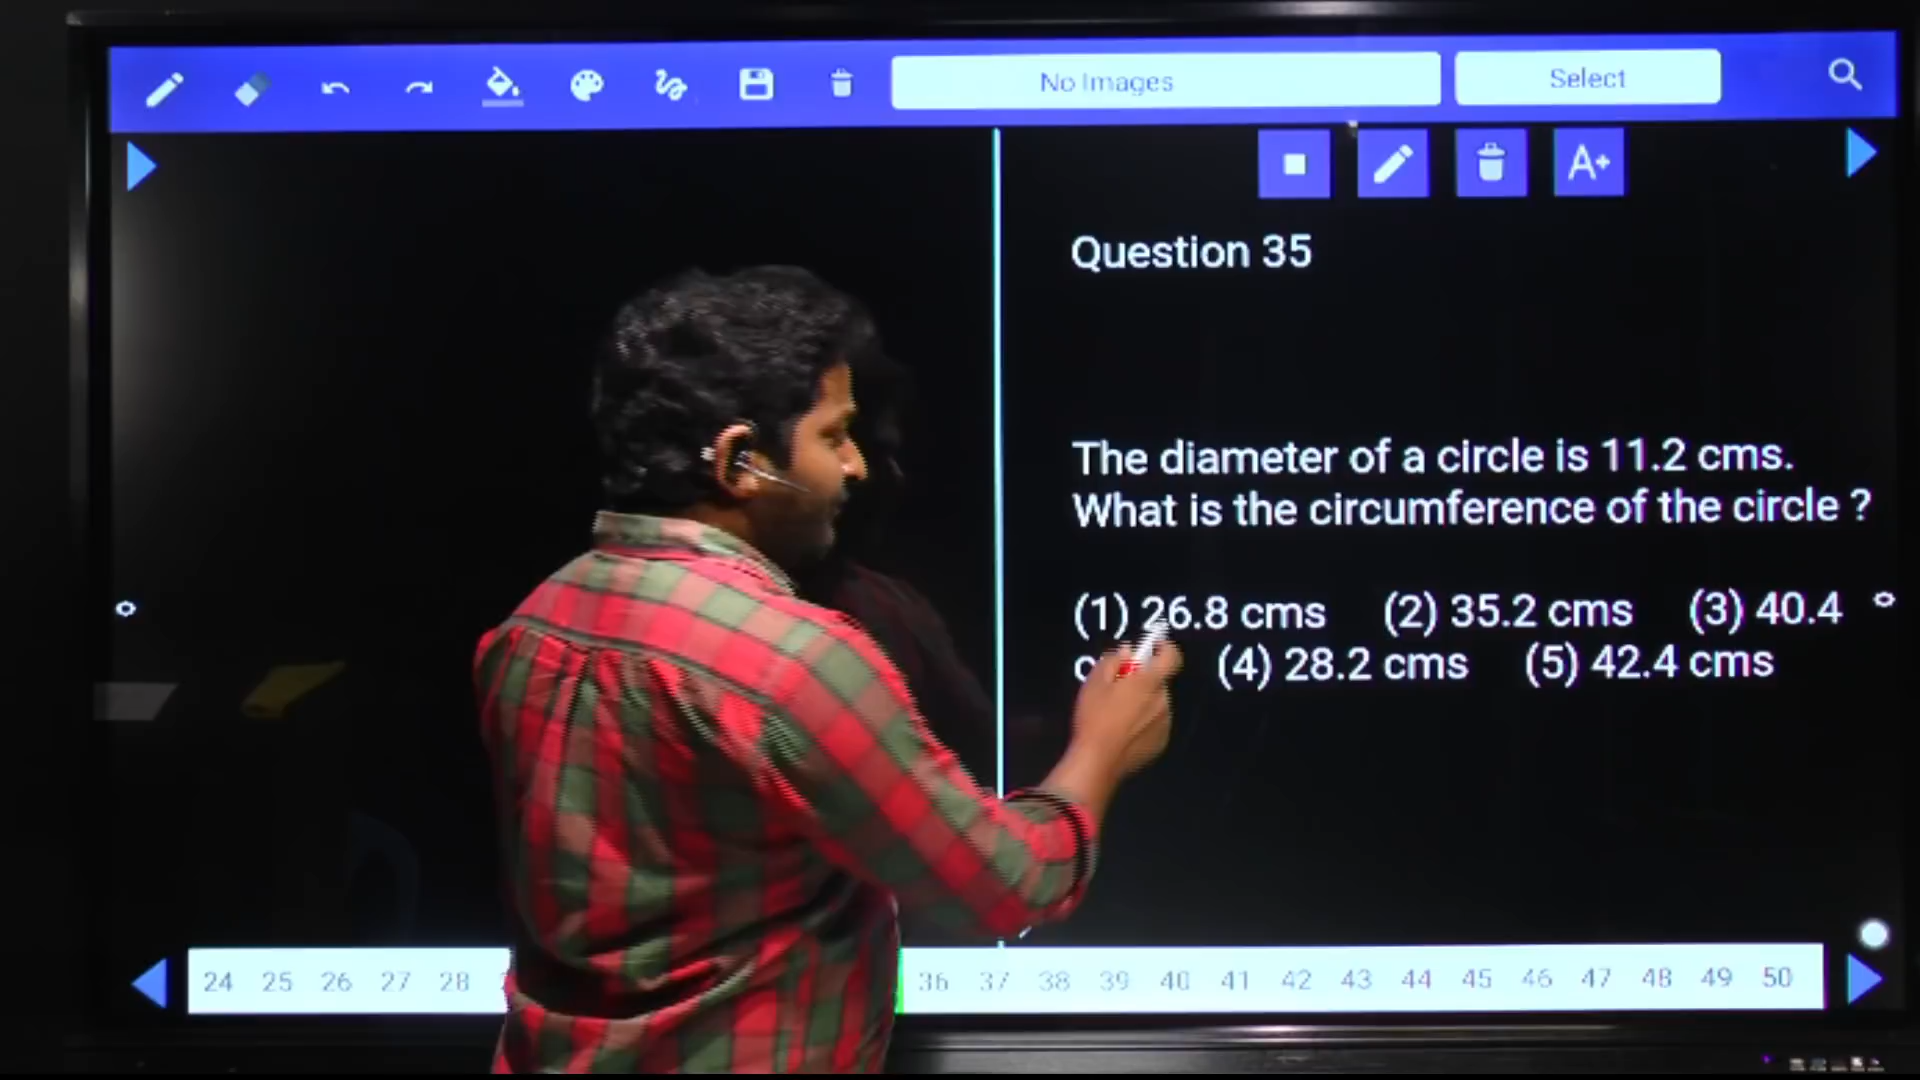 No Images
Select
A+
Question 35
The diameter of a circle is 11.2 cms.
What is the circumference of the circle ?
(1) 26.8 cms (2) 35.2 cms (3) 40.4
(4) 28.2 cms (5) 42.4 cms
24 25 26 27 28 36 37 38 39 40 41 42 43 44 45 46 47 48 49 50